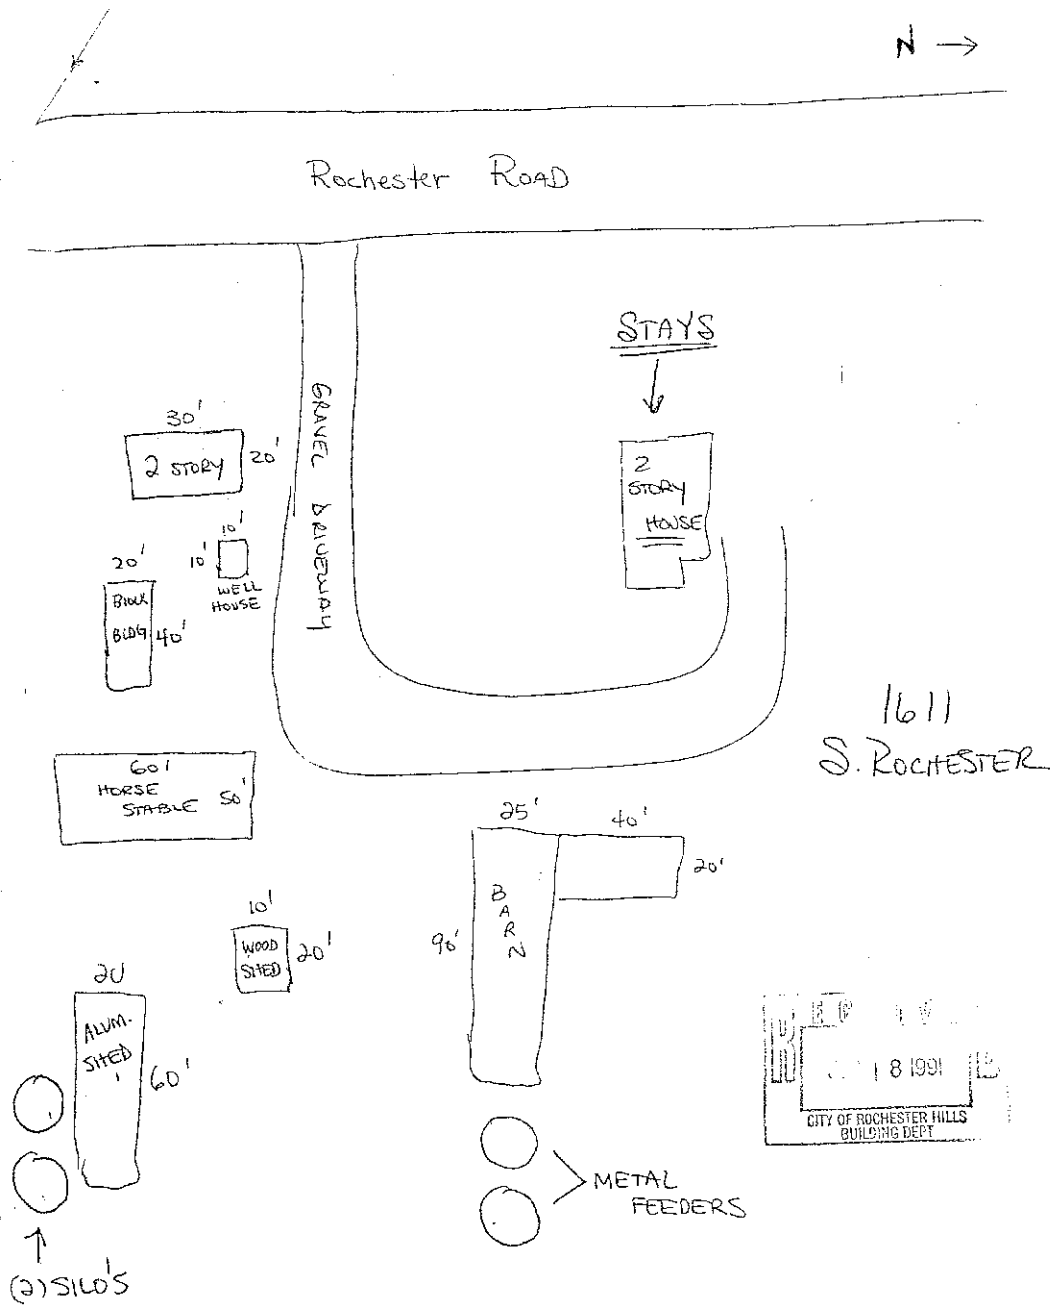 N →
Rochester ROAD
STAYS
GRAVEL DRIVEWAY
30'
2 STORY
20'
2
STORY
HOUSE
10'
10'
WELL
HOUSE
20'
BLDG.
40'
1611
S. ROCHESTER
60'
HORSE
STABLE
50'
25'
40'
20'
BARN
90'
10'
WOOD
SHED
20'
20'
ALUM.
SHED
60'
8 1991
CITY OF ROCHESTER HILLS
BUILDING DEPT
METAL
FEEDERS
(2) SILO'S